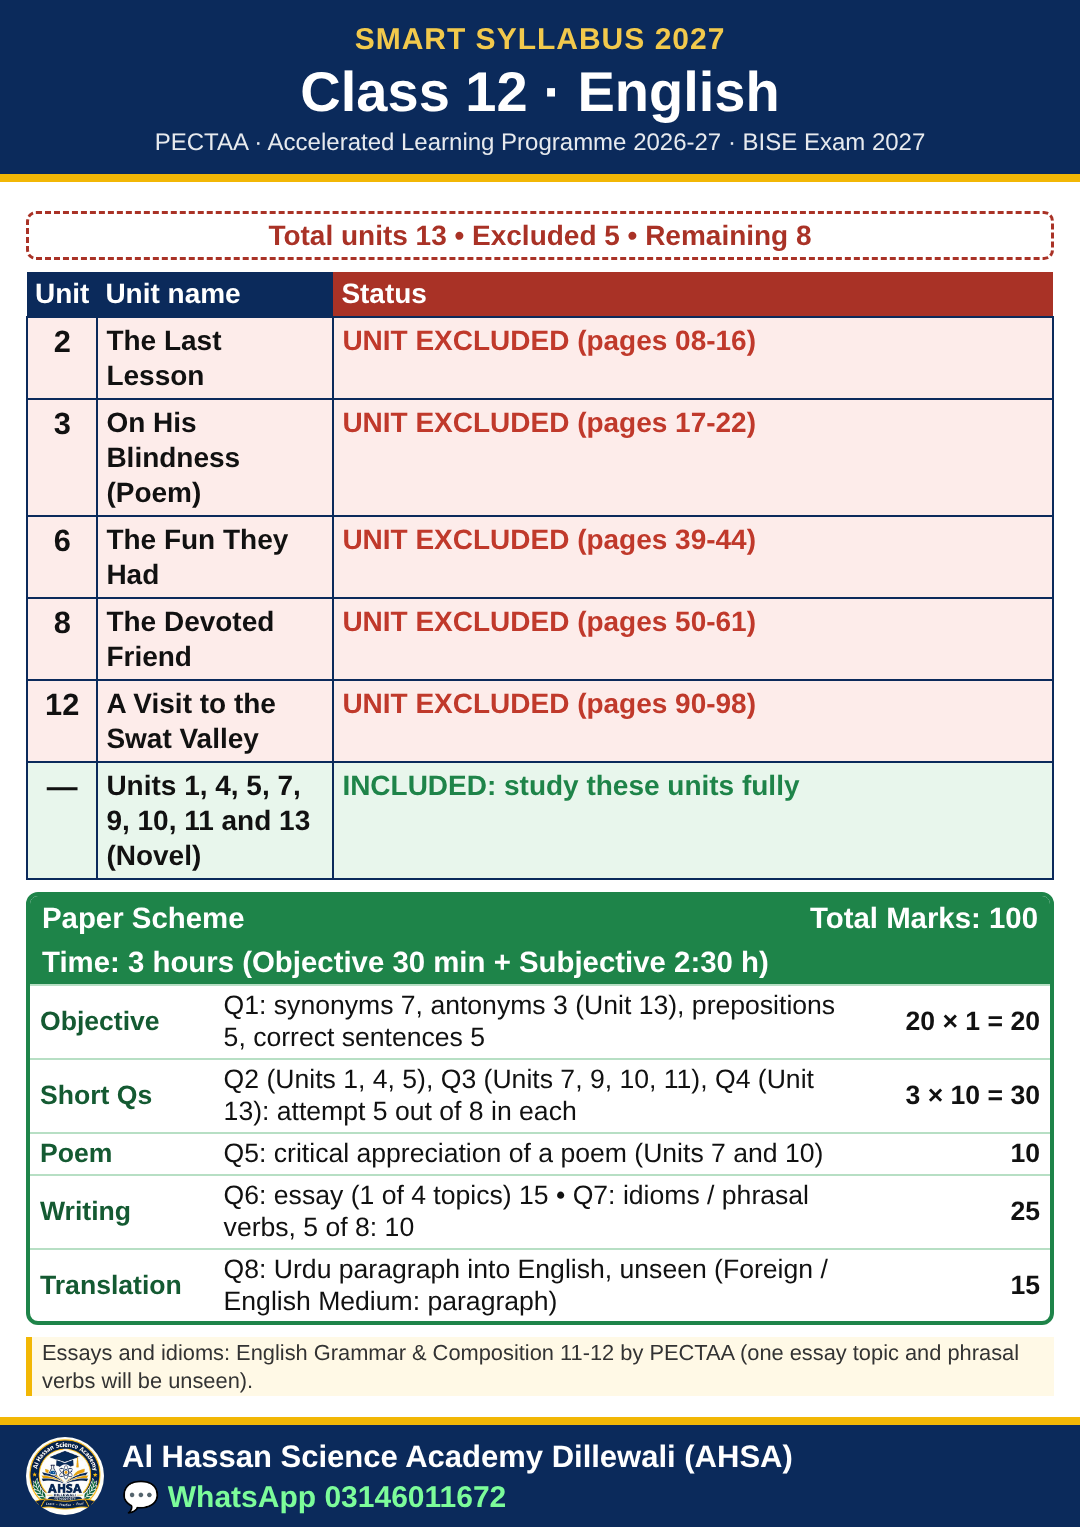 SMART SYLLABUS 2027
Class 12 · English
PECTAA · Accelerated Learning Programme 2026-27 · BISE Exam 2027
Total units 13 • Excluded 5 • Remaining 8
Unit Unit name Status
2 The Last UNIT EXCLUDED (pages 08-16)
Lesson
3 On His UNIT EXCLUDED (pages 17-22)
Blindness
(Poem)
6 The Fun They UNIT EXCLUDED (pages 39-44)
Had
8 The Devoted UNIT EXCLUDED (pages 50-61)
Friend
12 A Visit to the UNIT EXCLUDED (pages 90-98)
Swat Valley
— Units 1, 4, 5, 7, INCLUDED: study these units fully
9, 10, 11 and 13
(Novel)
Paper Scheme Total Marks: 100
Time: 3 hours (Objective 30 min + Subjective 2:30 h)
Objective Q1: synonyms 7, antonyms 3 (Unit 13), prepositions 20 × 1 = 20
5, correct sentences 5
Short Qs Q2 (Units 1, 4, 5), Q3 (Units 7, 9, 10, 11), Q4 (Unit 3 × 10 = 30
13): attempt 5 out of 8 in each
Poem Q5: critical appreciation of a poem (Units 7 and 10) 10
Writing Q6: essay (1 of 4 topics) 15 • Q7: idioms / phrasal 25
verbs, 5 of 8: 10
Translation Q8: Urdu paragraph into English, unseen (Foreign / 15
English Medium: paragraph)
Essays and idioms: English Grammar & Composition 11-12 by PECTAA (one essay topic and phrasal
verbs will be unseen).
Al Hassan Science Academy
AHSA
DILLEWALI
Al Hassan Science Academy Dillewali (AHSA)
💬 WhatsApp 03146011672